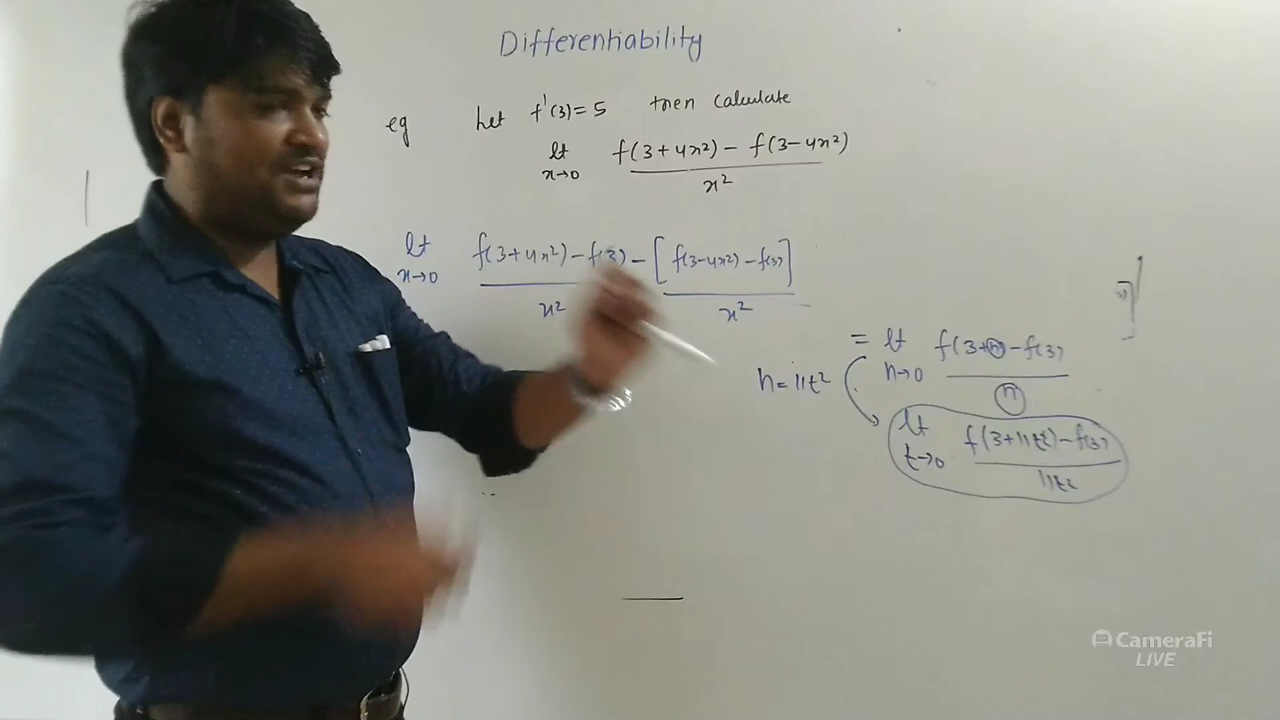 Differentiability
eg Let f'(3)=5 then calculate
lt x→0 f(3+4x²) - f(3-4x²)
x²
lt x→0 f(3+4x²) - f(3) - [f(3-4x²) - f(3)]
x² x²
= lt h→0 f(3+h) - f(3)
h
h = 11t²
lt t→0 f(3+11t²) - f(3)
11t²
CameraFi
LIVE